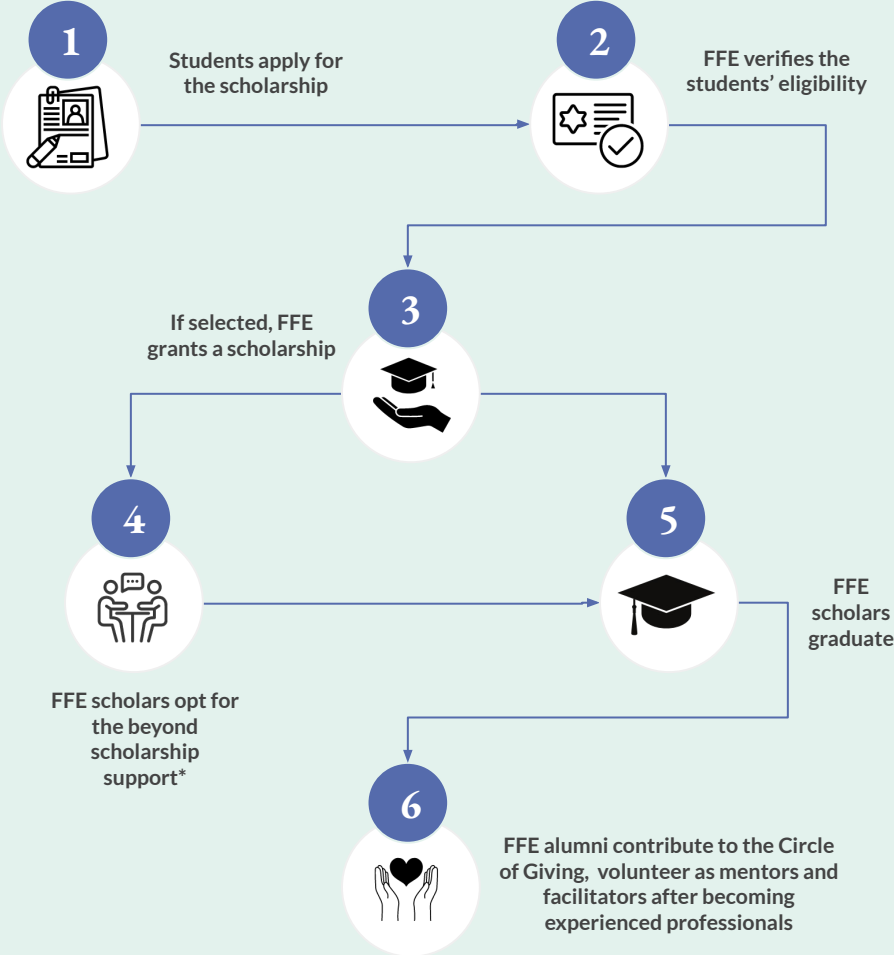 1
Students apply for
the scholarship
2
FFE verifies the
students’ eligibility
3
If selected, FFE
grants a scholarship
4
FFE scholars opt for
the beyond
scholarship
support*
5
FFE
scholars
graduate
6
FFE alumni contribute to the Circle
of Giving, volunteer as mentors and
facilitators after becoming
experienced professionals